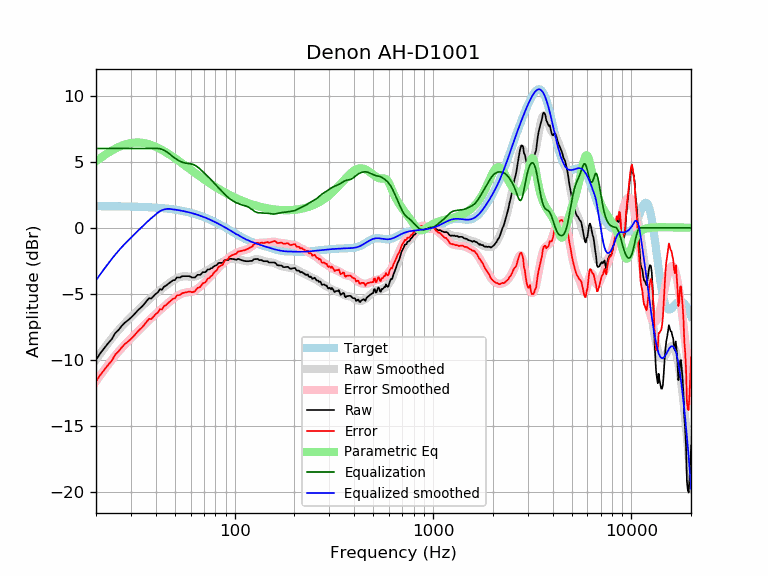 Denon AH-D1001
Amplitude (dBr)
10
5
0
−5
−10
−15
−20
Target
Raw Smoothed
Error Smoothed
Raw
Error
Parametric Eq
Equalization
Equalized smoothed
100
1000
10000
Frequency (Hz)